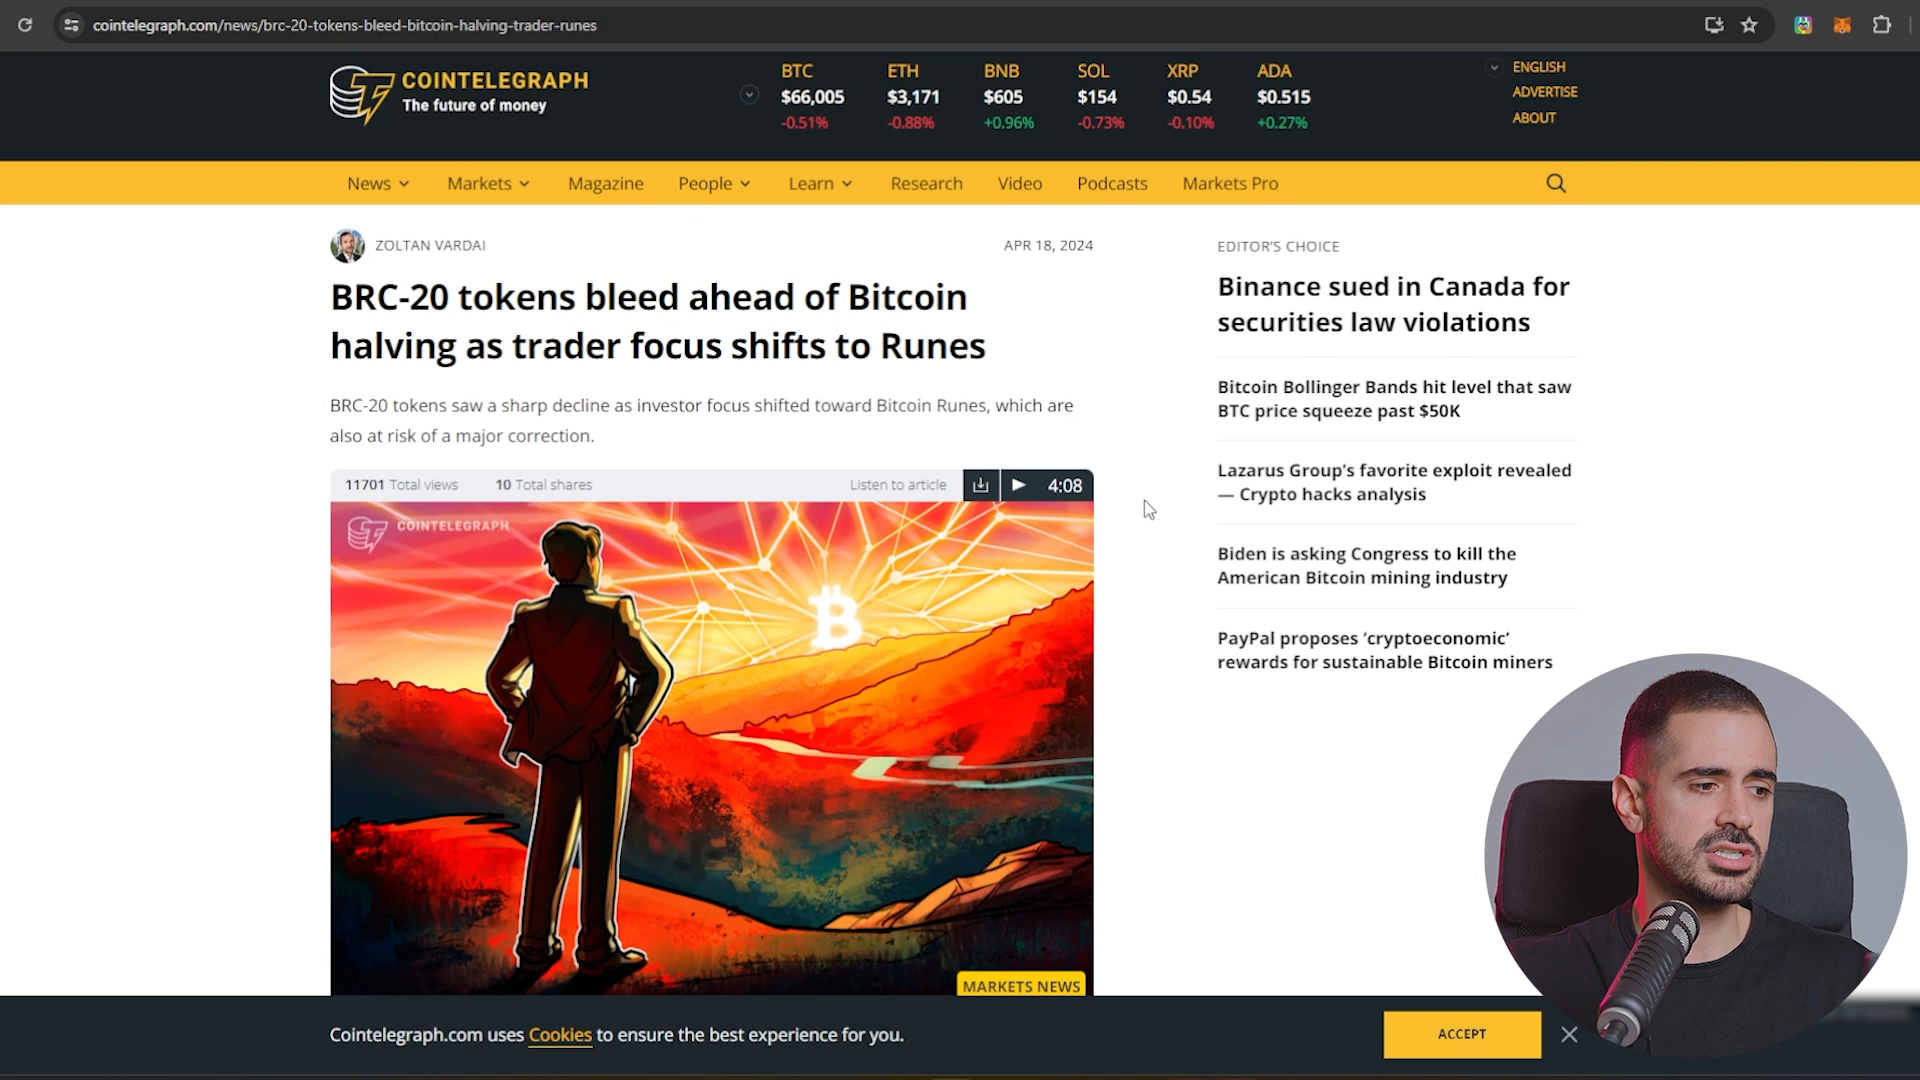 cointelegraph.com/news/brc-20-tokens-bleed-bitcoin-halving-trader-runes
COINTELEGRAPH
The future of money
BTC
$66,005
-0.51%
ETH
$3,171
-0.88%
BNB
$605
+0.96%
SOL
$154
-0.73%
XRP
$0.54
-0.10%
ADA
$0.515
+0.27%
ENGLISH
ADVERTISE
ABOUT
News Markets Magazine People Learn Research Video Podcasts Markets Pro
ZOLTAN VARDAI
APR 18, 2024
BRC-20 tokens bleed ahead of Bitcoin
halving as trader focus shifts to Runes
BRC-20 tokens saw a sharp decline as investor focus shifted toward Bitcoin Runes, which are
also at risk of a major correction.
11701 Total views 10 Total shares Listen to article 4:08
COINTELEGRAPH
MARKETS NEWS
EDITOR'S CHOICE
Binance sued in Canada for
securities law violations
Bitcoin Bollinger Bands hit level that saw
BTC price squeeze past $50K
Lazarus Group's favorite exploit revealed
— Crypto hacks analysis
Biden is asking Congress to kill the
American Bitcoin mining industry
PayPal proposes ‘cryptoeconomic’
rewards for sustainable Bitcoin miners
Cointelegraph.com uses Cookies to ensure the best experience for you.
ACCEPT